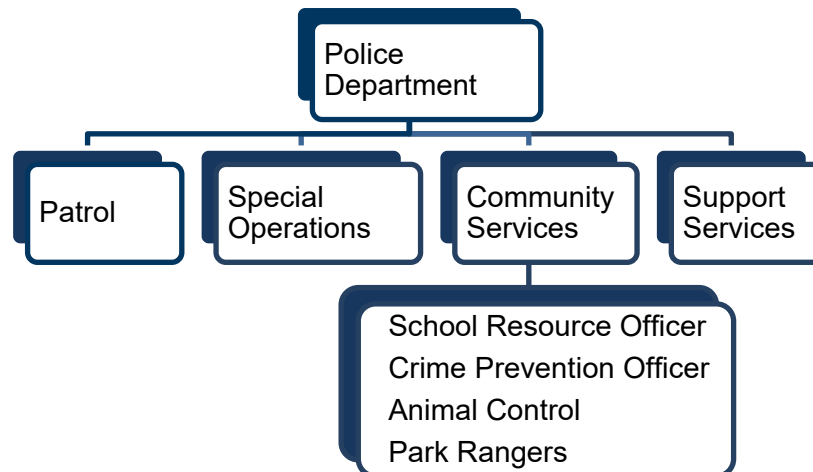 Police
Department
Patrol
Special
Operations
Community
Services
Support
Services
School Resource Officer
Crime Prevention Officer
Animal Control
Park Rangers